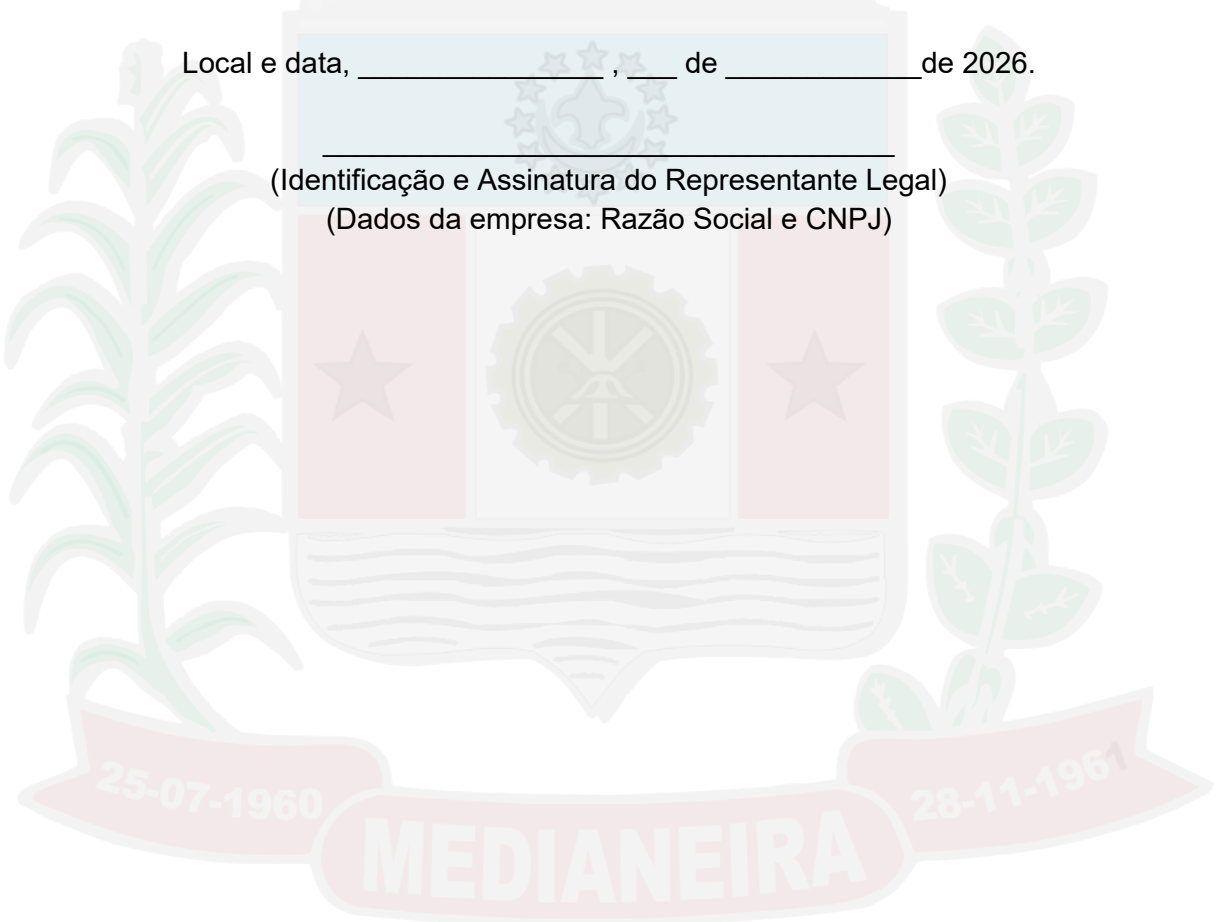 Local e data, _______________ , ___ de ____________de 2026.
___________________________________
(Identificação e Assinatura do Representante Legal)
(Dados da empresa: Razão Social e CNPJ)
25-07-1960
28-11-1961
MEDIANEIRA